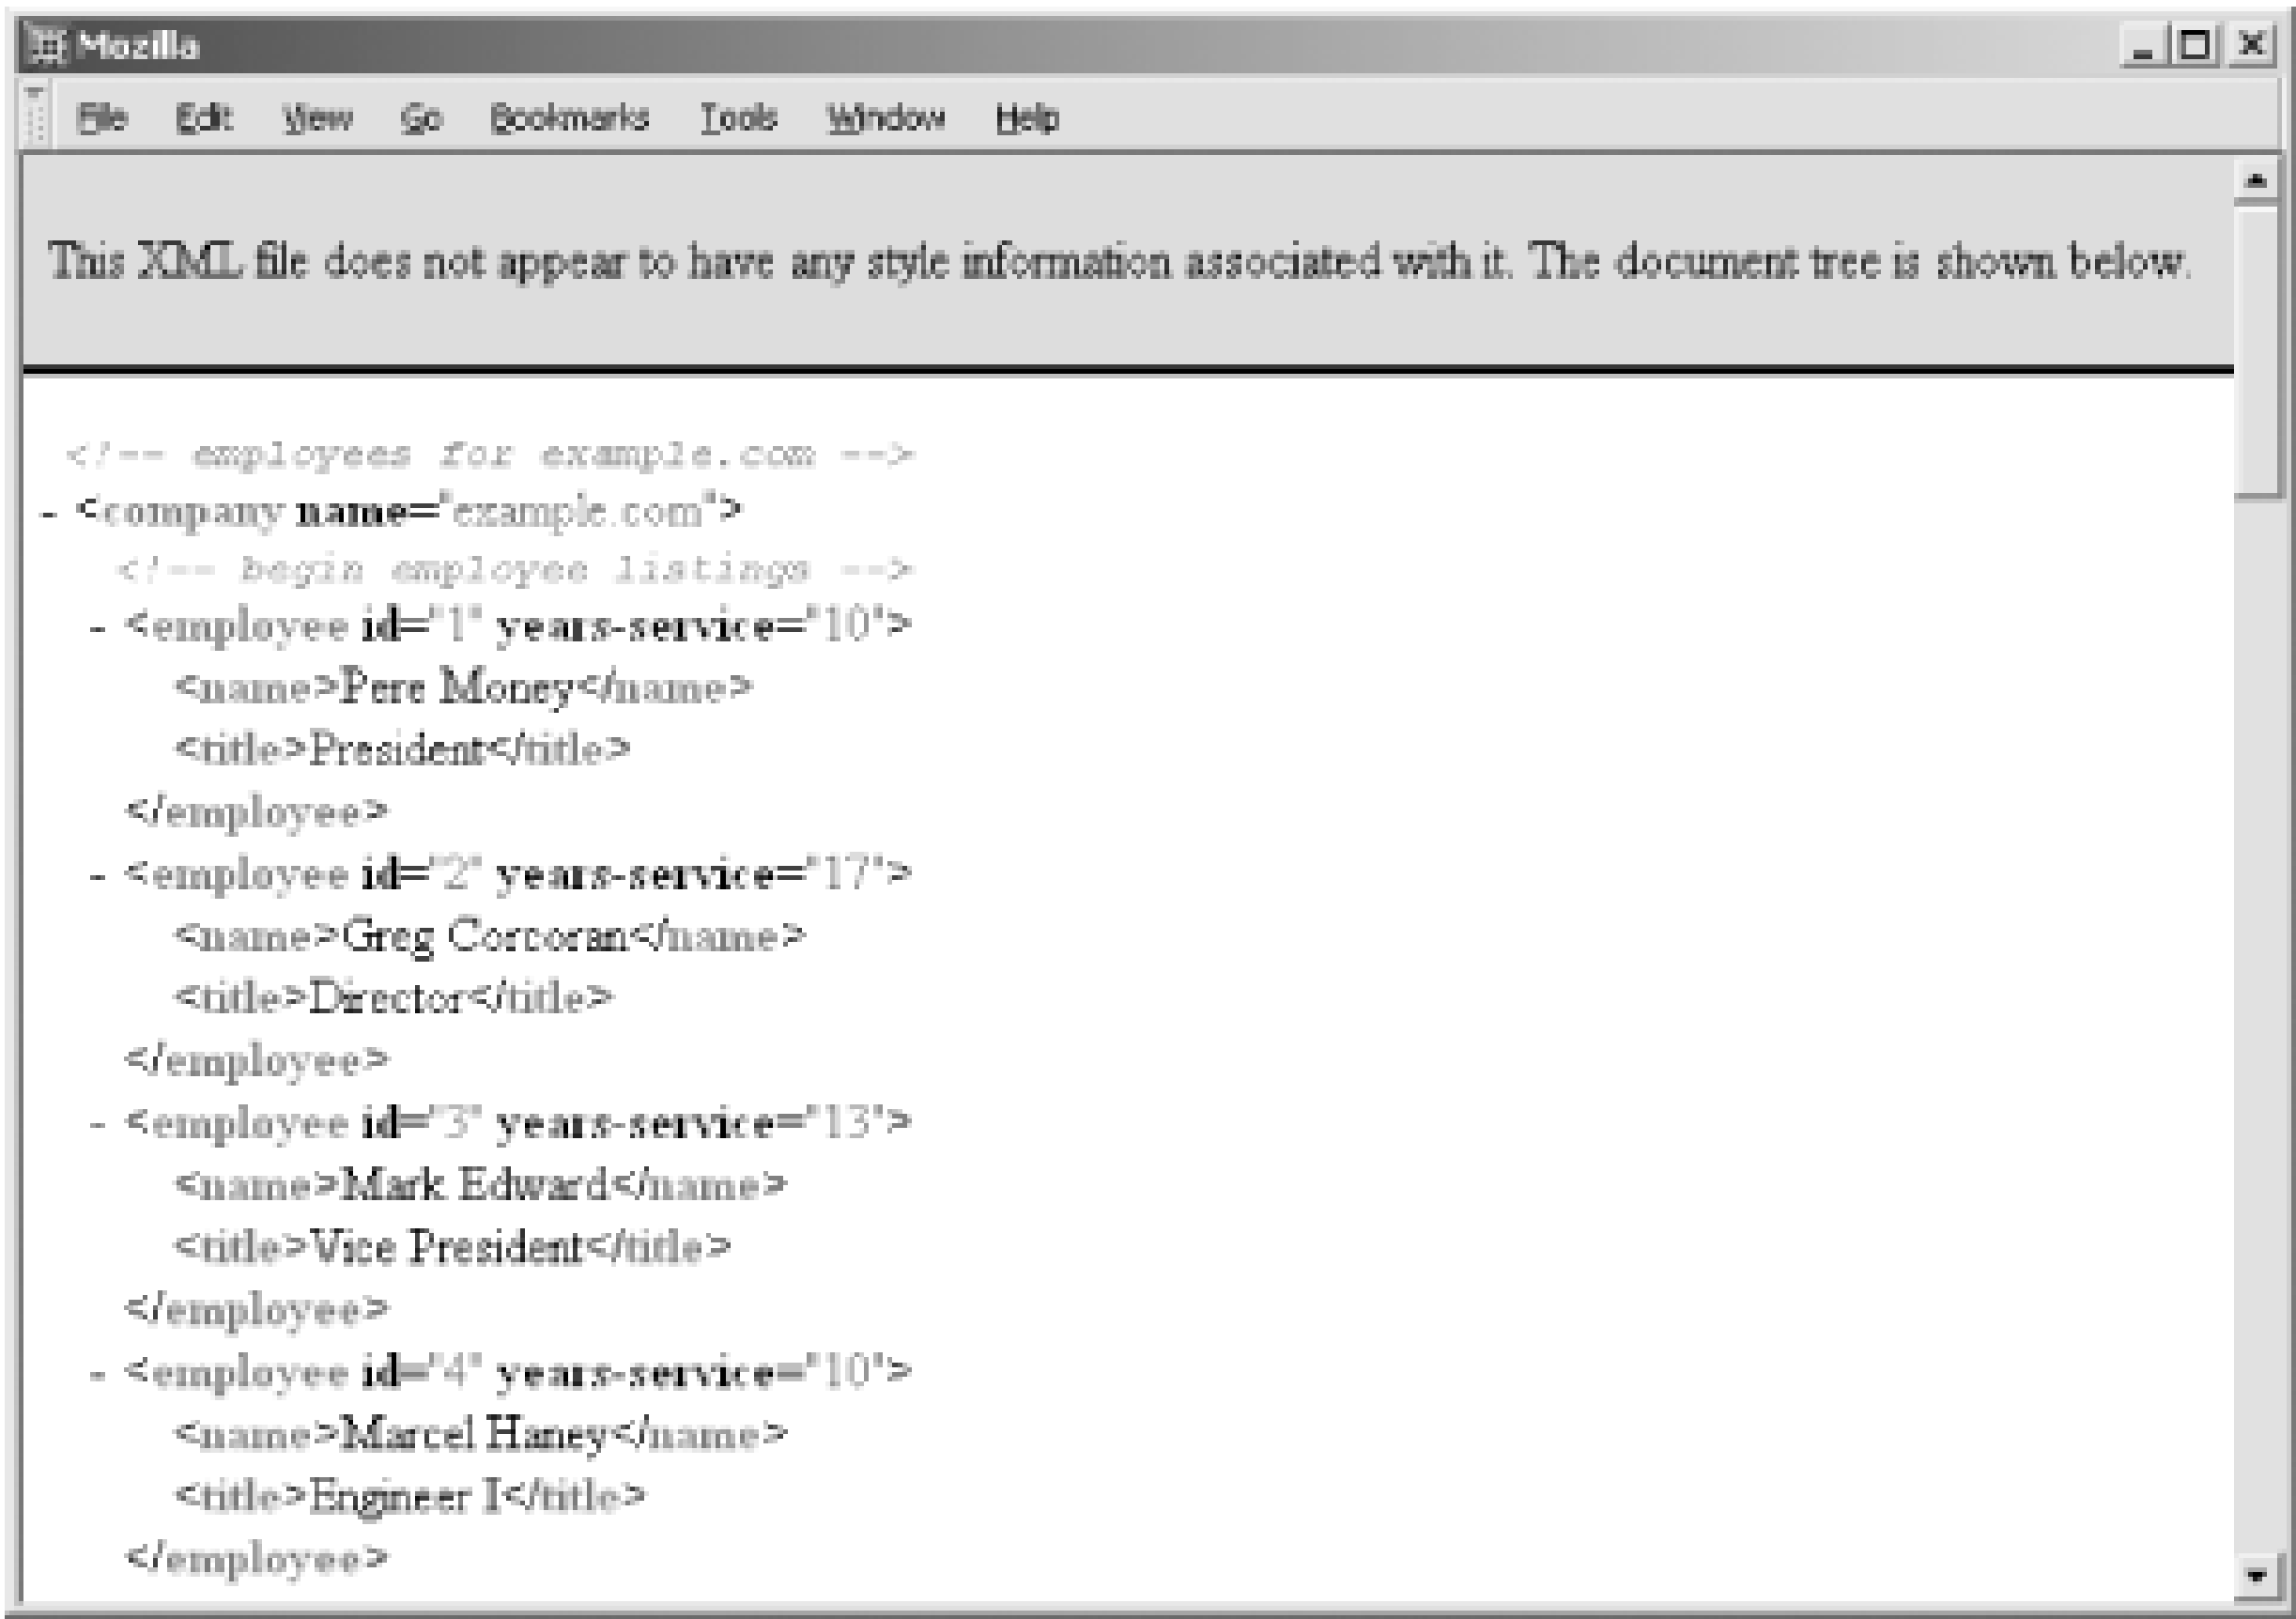 Mozilla
File Edit View Go Bookmarks Tools Window Help
This XML file does not appear to have any style information associated with it. The document tree is shown below.
<!-- employees for example.com -->
- <company name="example.com">
<!-- begin employee listings -->
- <employee id="1" years-service="10">
<name>Pere Money</name>
<title>President</title>
</employee>
- <employee id="2" years-service="17">
<name>Greg Corcoran</name>
<title>Director</title>
</employee>
- <employee id="3" years-service="13">
<name>Mark Edward</name>
<title>Vice President</title>
</employee>
- <employee id="4" years-service="10">
<name>Marcel Haney</name>
<title>Engineer I</title>
</employee>